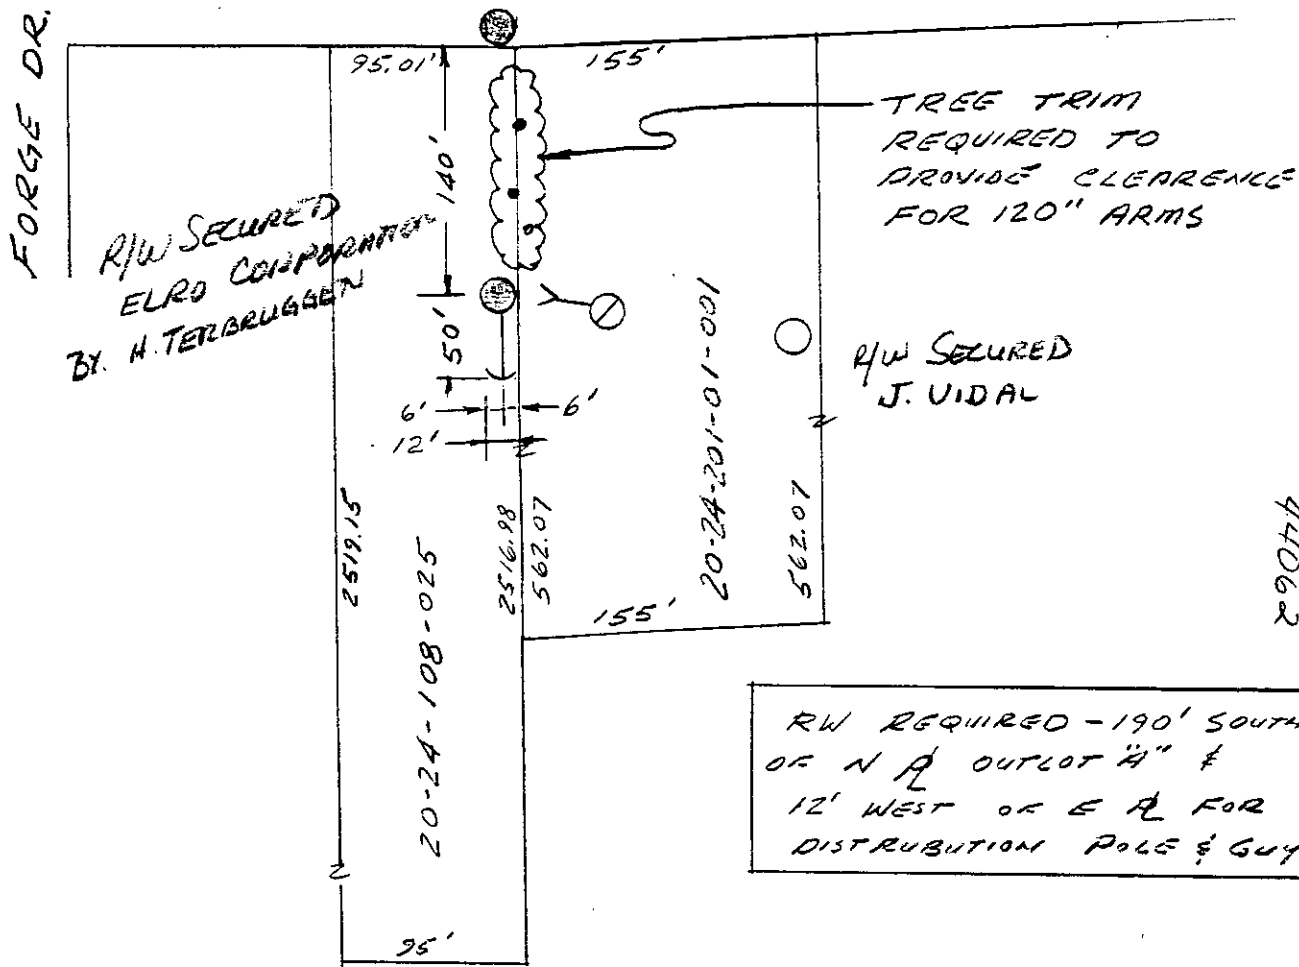 FORGE DR.
95.01'
155'
TREE TRIM
REQUIRED TO
PROVIDE CLEARENCE
FOR 120" ARMS
140'
R/W SECURED
ELRO CORPORATION
BY. H. TERBRUGGEN
50'
6'
6'
12'
R/W SECURED
J. VIDAL
20-24-201-01-001
2519.15
20-24-108-025
2516.98
562.07
562.07
155'
44062
RW REQUIRED - 190' SOUTH
OF N PL OUTLOT "A" &
12' WEST OF E PL FOR
DISTRUBUTION POLE & GUY
95'